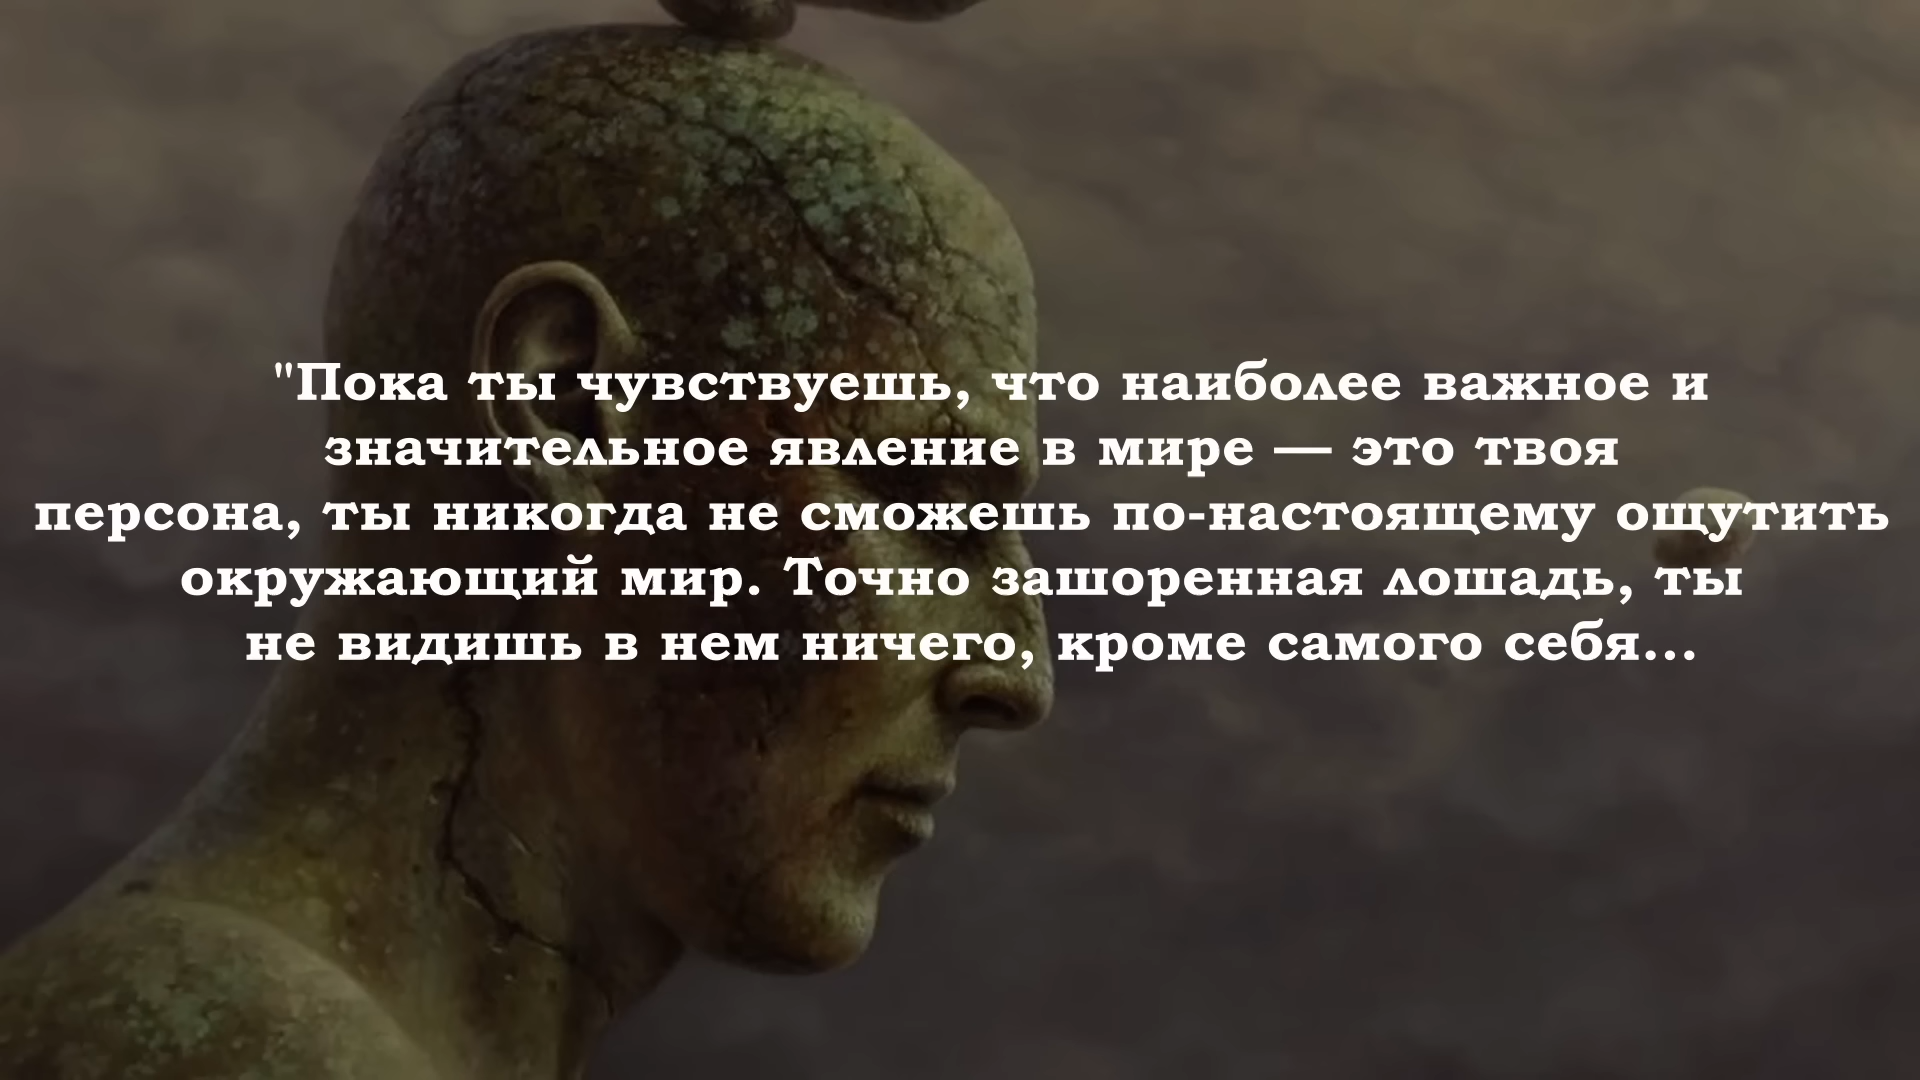 "Пока ты чувствуешь, что наиболее важное и
значительное явление в мире — это твоя
персона, ты никогда не сможешь по-настоящему ощутить
окружающий мир. Точно зашоренная лошадь, ты
не видишь в нем ничего, кроме самого себя...